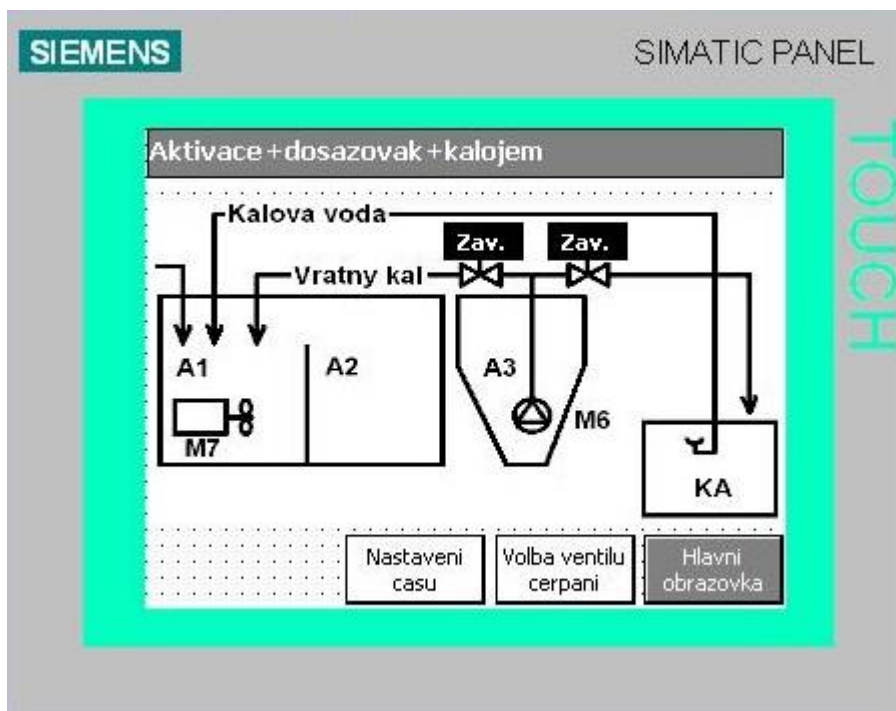 SIEMENS
SIMATIC PANEL
TOUCH
Aktivace+dosazovak+kalojem
Kalova voda
Zav. Zav.
Vratny kal
A1 A2 A3
M7 M6
KA
Nastaveni
casu
Volba ventilu
cerpani
Hlavni
obrazovka